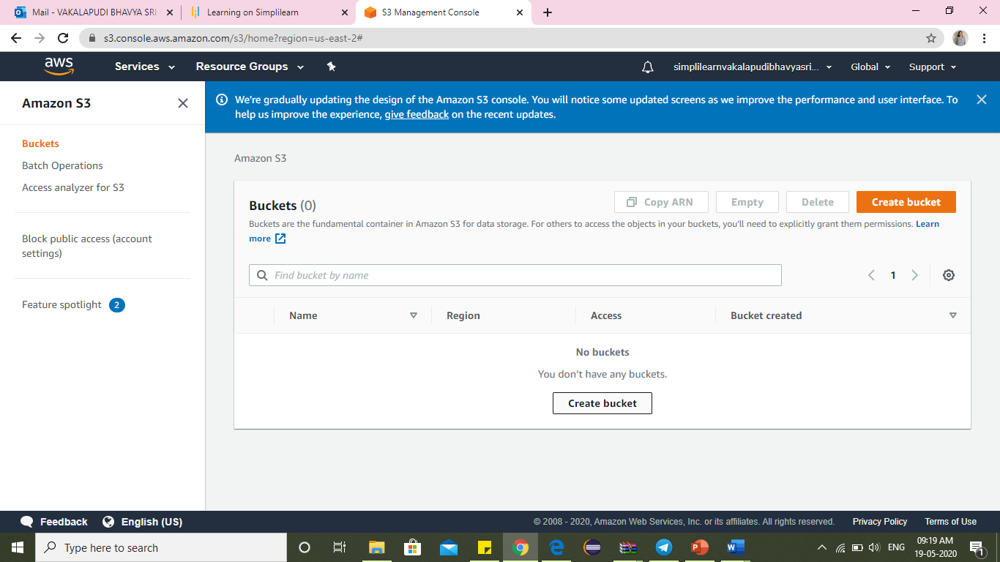 Mail - VAKALAPUDI BHAVYA SRI
Learning on Simplilearn
S3 Management Console
s3.console.aws.amazon.com/s3/home?region=us-east-2#
aws
Services
Resource Groups
simplilearnvakalapudibhavyasri...
Global
Support
Amazon S3
Buckets
Batch Operations
Access analyzer for S3
Block public access (account
settings)
Feature spotlight 2
We're gradually updating the design of the Amazon S3 console. You will notice some updated screens as we improve the performance and user interface. To
help us improve the experience, give feedback on the recent updates.
Amazon S3
Buckets (0)
Copy ARN
Empty
Delete
Create bucket
Buckets are the fundamental container in Amazon S3 for data storage. For others to access the objects in your buckets, you'll need to explicitly grant them permissions. Learn
more
Find bucket by name
1
Name
Region
Access
Bucket created
No buckets
You don't have any buckets.
Create bucket
Feedback
English (US)
© 2008 - 2020, Amazon Web Services, Inc. or its affiliates. All rights reserved.
Privacy Policy
Terms of Use
Type here to search
ENG
09:19 AM
19-05-2020
1